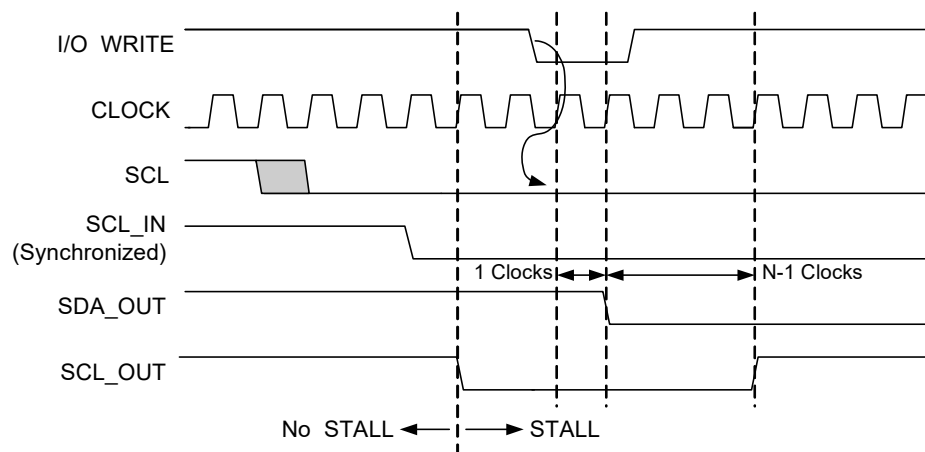 I/O WRITE
CLOCK
SCL
SCL_IN
(Synchronized)
1 Clocks
N-1 Clocks
SDA_OUT
SCL_OUT
No STALL
STALL